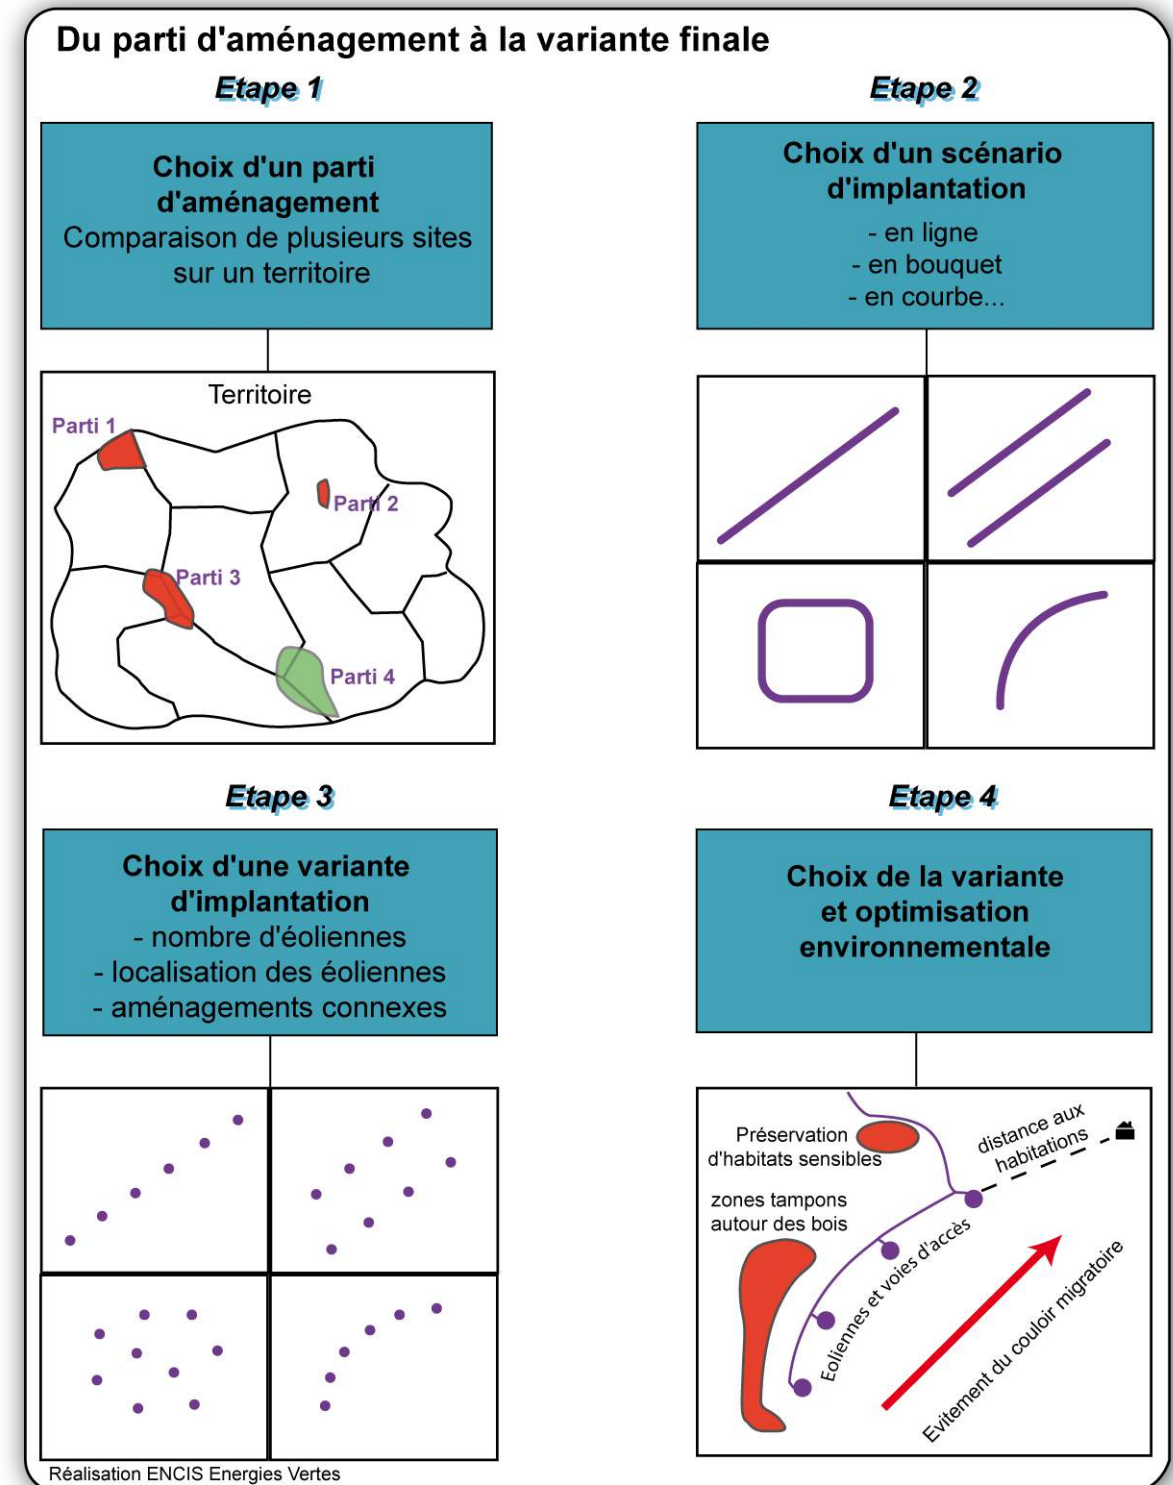 Du parti d'aménagement à la variante finale
Etape 1
Choix d'un parti
d'aménagement
Comparaison de plusieurs sites
sur un territoire
Territoire
Parti 1
Parti 2
Parti 3
Parti 4
Etape 2
Choix d'un scénario
d'implantation
- en ligne
- en bouquet
- en courbe...
Etape 3
Choix d'une variante
d'implantation
- nombre d'éoliennes
- localisation des éoliennes
- aménagements connexes
Etape 4
Choix de la variante
et optimisation
environnementale
Préservation
d'habitats sensibles
distance aux
habitations
zones tampons
autour des bois
Eoliennes et voies d'accès
Evitement du couloir migratoire
Réalisation ENCIS Energies Vertes